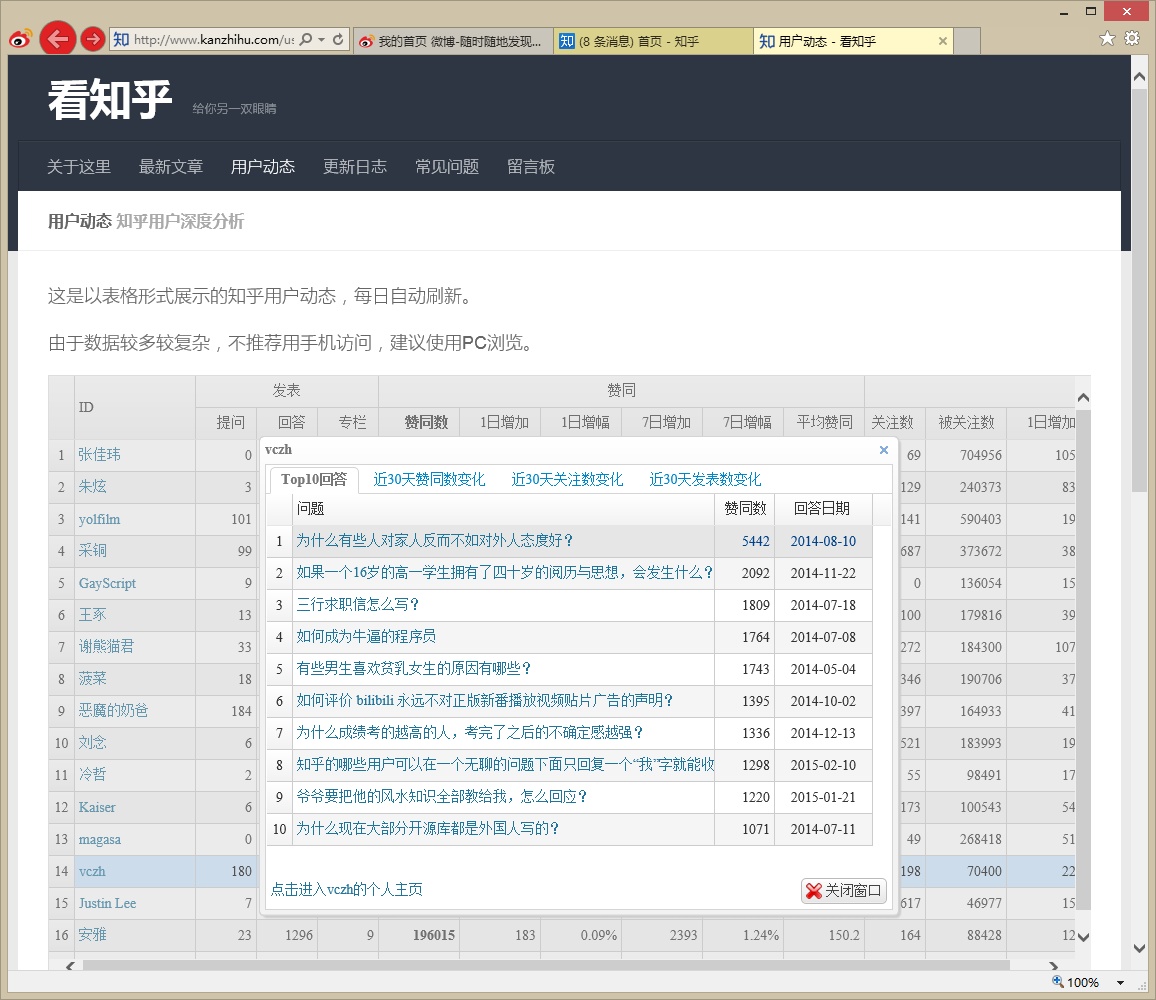 知 http://www.kanzhihu.com/us
我的首页 微博-随时随地发现...
知 (8 条消息) 首页 - 知乎
知 用户动态 - 看知乎
看知乎 给你另一双眼睛
关于这里 最新文章 用户动态 更新日志 常见问题 留言板
用户动态 知乎用户深度分析
这是以表格形式展示的知乎用户动态，每日自动刷新。
由于数据较多较复杂，不推荐用手机访问，建议使用PC浏览。
ID 发表 赞同
提问 回答 专栏 赞同数 1日增加 1日增幅 7日增加 7日增幅 平均赞同 关注数 被关注数 1日增加
1 张佳玮 0 69 704956 105
2 朱炫 3 129 240373 83
3 yolfilm 101 141 590403 19
4 采铜 99 687 373672 38
5 GayScript 9 0 136054 15
6 王豖 13 100 179816 39
7 谢熊猫君 33 272 184300 107
8 菠菜 18 346 190706 37
9 恶魔的奶爸 184 397 164933 41
10 刘念 6 521 183993 19
11 冷哲 2 55 98491 17
12 Kaiser 6 173 100543 54
13 magasa 0 49 268418 51
14 vczh 180 198 70400 22
15 Justin Lee 7 617 46977 15
16 安雅 23 1296 9 196015 183 0.09% 2393 1.24% 150.2 164 88428 12
vczh
Top10回答 近30天赞同数变化 近30天关注数变化 近30天发表数变化
问题 赞同数 回答日期
1 为什么有些人对家人反而不如对外人态度好？ 5442 2014-08-10
2 如果一个16岁的高一学生拥有了四十岁的阅历与思想，会发生什么？ 2092 2014-11-22
3 三行求职信怎么写？ 1809 2014-07-18
4 如何成为牛逼的程序员 1764 2014-07-08
5 有些男生喜欢贫乳女生的原因有哪些？ 1743 2014-05-04
6 如何评价 bilibili 永远不对正版新番播放视频贴片广告的声明？ 1395 2014-10-02
7 为什么成绩考的越高的人，考完了之后的不确定感越强？ 1336 2014-12-13
8 知乎的哪些用户可以在一个无聊的问题下面只回复一个“我”字就能收 1298 2015-02-10
9 爷爷要把他的风水知识全部教给我，怎么回应？ 1220 2015-01-21
10 为什么现在大部分开源库都是外国人写的？ 1071 2014-07-11
点击进入vczh的个人主页 关闭窗口
100%